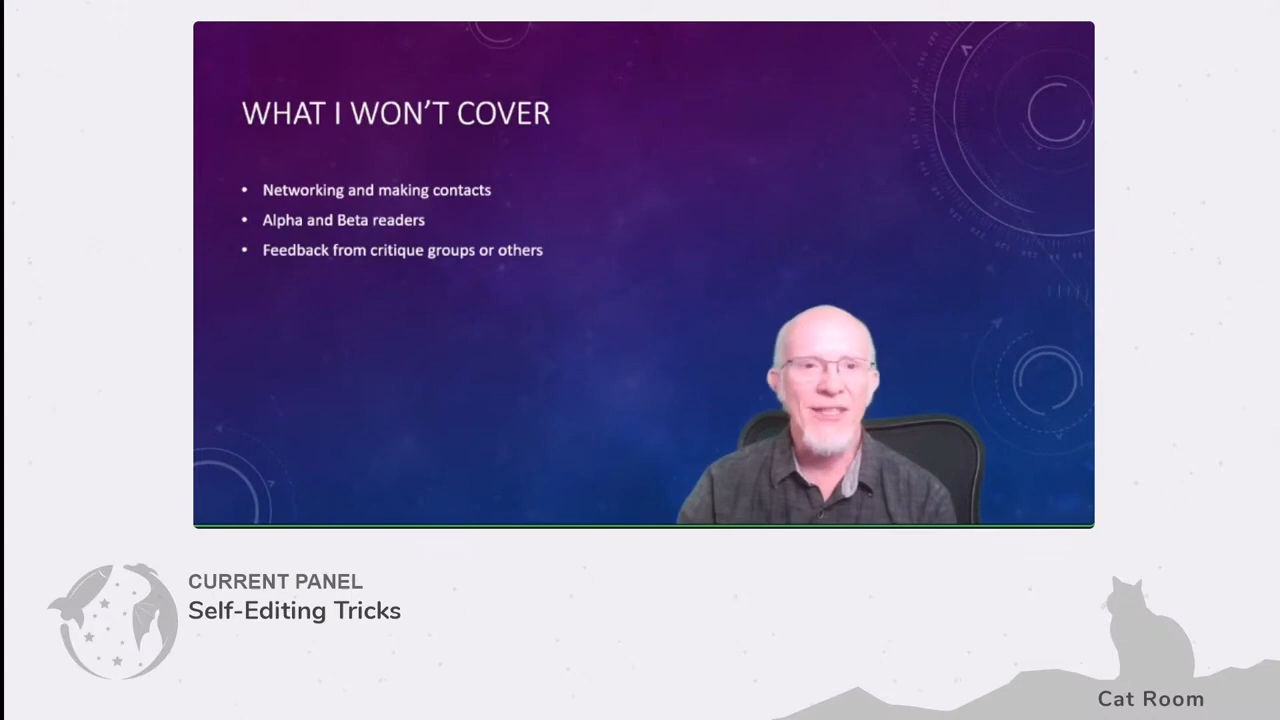 WHAT I WON’T COVER
• Networking and making contacts
• Alpha and Beta readers
• Feedback from critique groups or others
CURRENT PANEL
Self-Editing Tricks
Cat Room